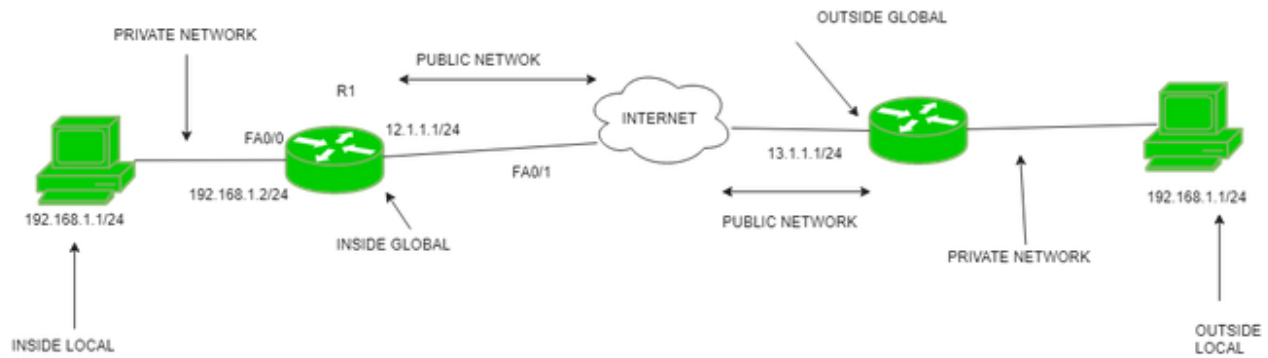 OUTSIDE GLOBAL
PRIVATE NETWORK
PUBLIC NETWOK
R1
INTERNET
12.1.1.1/24
FA0/0
13.1.1.1/24
FA0/1
192.168.1.2/24
192.168.1.1/24
192.168.1.1/24
PUBLIC NETWORK
INSIDE GLOBAL
PRIVATE NETWORK
INSIDE LOCAL
OUTSIDE
LOCAL